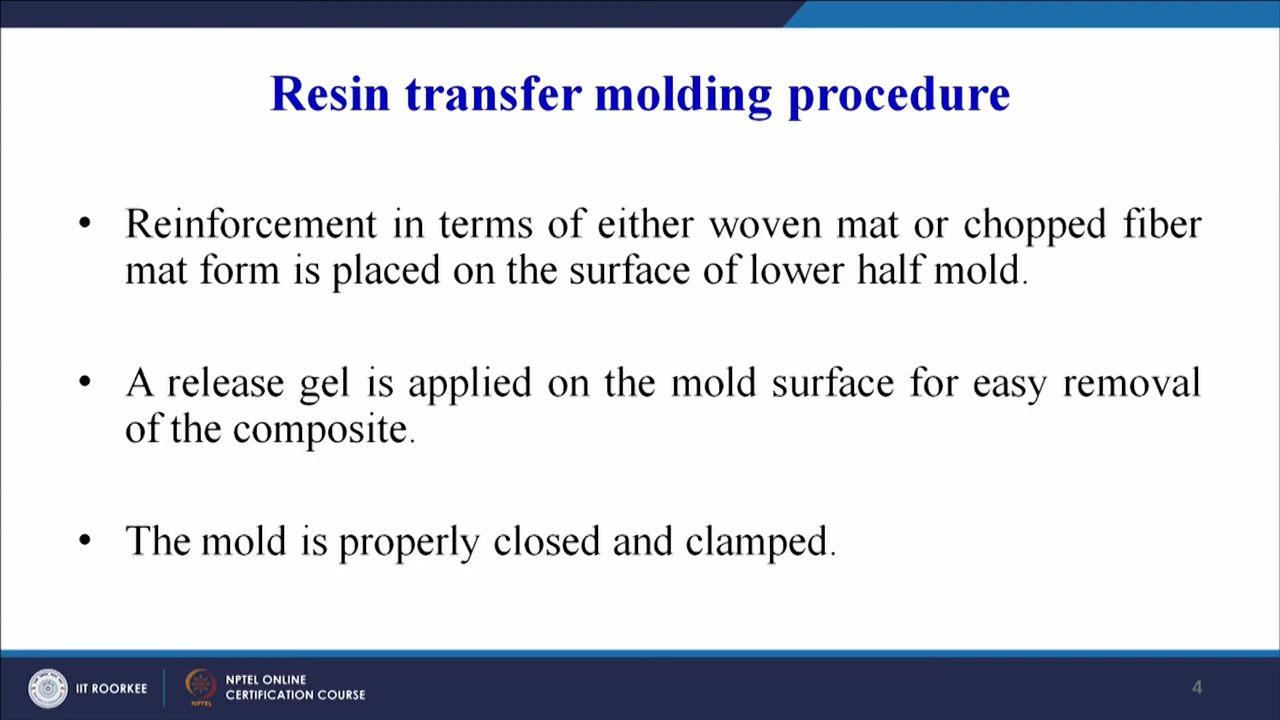 Resin transfer molding procedure
• Reinforcement in terms of either woven mat or chopped fiber
mat form is placed on the surface of lower half mold.
• A release gel is applied on the mold surface for easy removal
of the composite.
• The mold is properly closed and clamped.
IIT ROORKEE
NPTEL
NPTEL ONLINE
CERTIFICATION COURSE
4